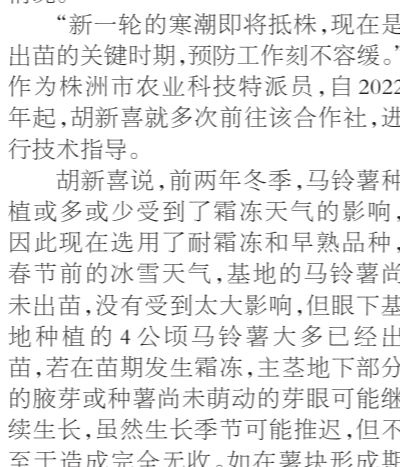 “新一轮的寒潮即将抵株,现在是
出苗的关键时期,预防工作刻不容缓。”
作为株洲市农业科技特派员,自 2022
年起,胡新喜就多次前往该合作社,进
行技术指导。
胡新喜说,前两年冬季,马铃薯种
植或多或少受到了霜冻天气的影响,
因此现在选用了耐霜冻和早熟品种,
春节前的冰雪天气,基地的马铃薯尚
未出苗,没有受到太大影响,但眼下基
地种植的 4 公顷马铃薯大多已经出
苗,若在苗期发生霜冻,主茎地下部分
的腋芽或种薯尚未萌动的芽眼可能继
续生长,虽然生长季节可能推迟,但不
至于造成完全无收。如在薯块形成期